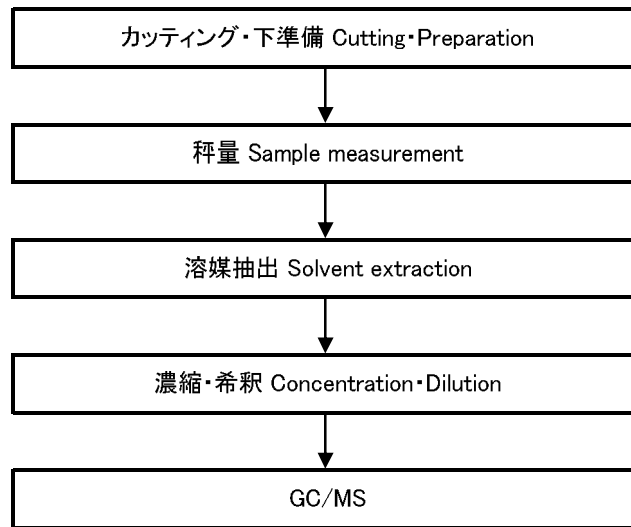 カッティング・下準備 Cutting・Preparation
秤量 Sample measurement
溶媒抽出 Solvent extraction
濃縮・希釈 Concentration・Dilution
GC/MS